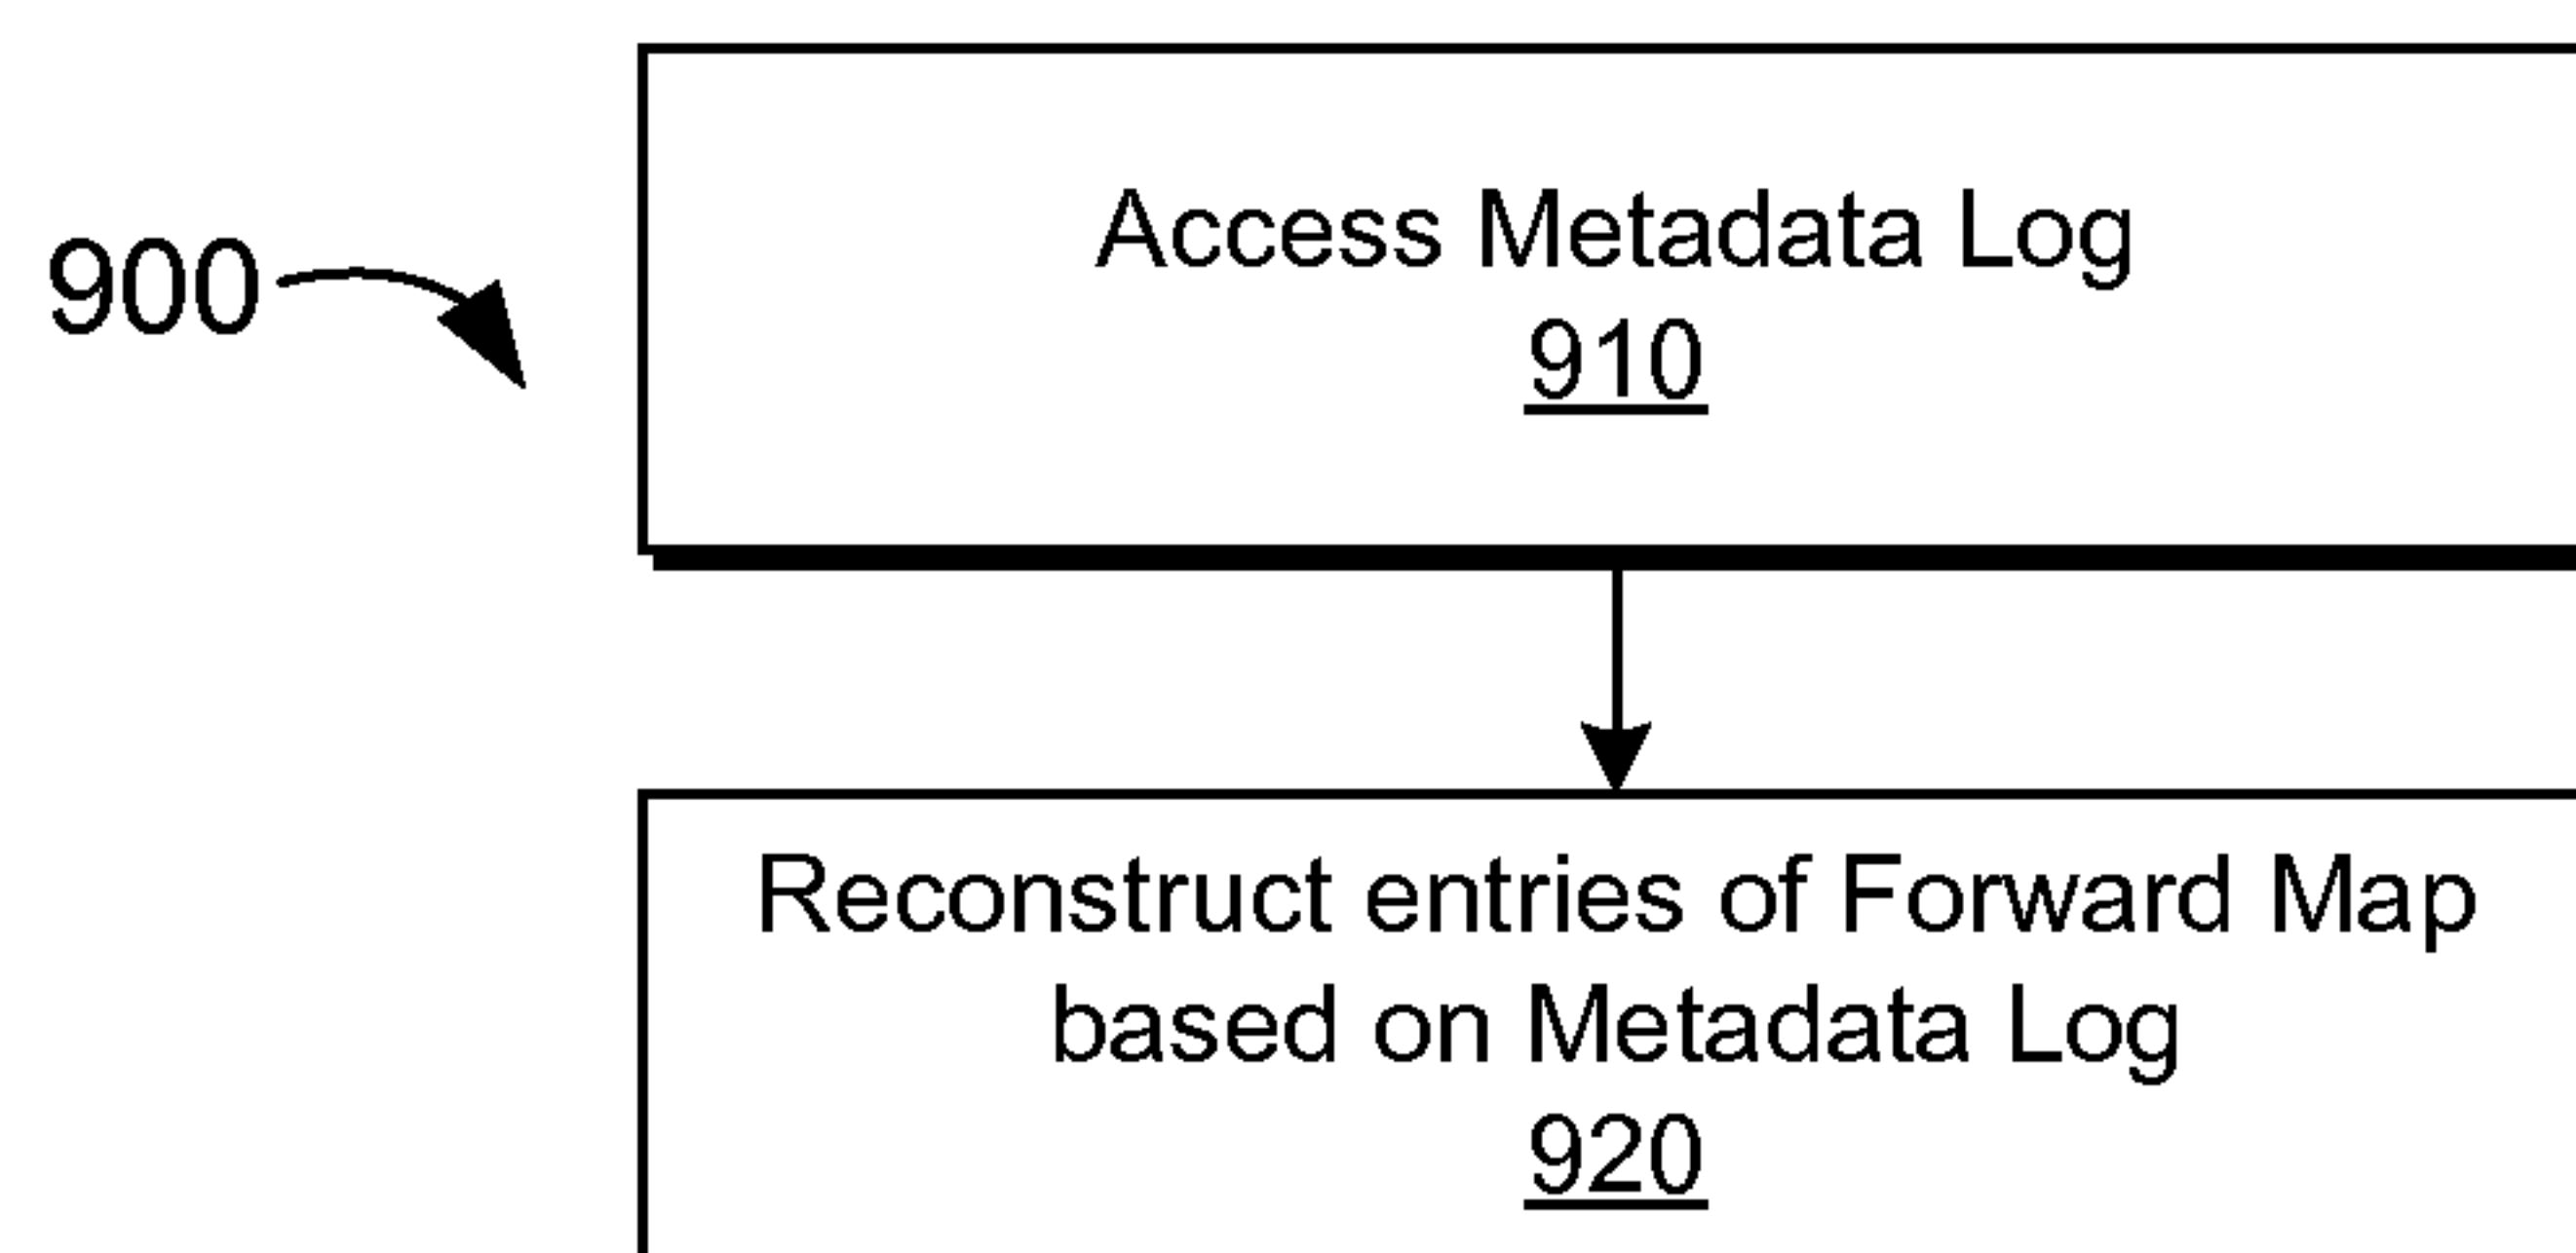 900
Access Metadata Log
910
Reconstruct entries of Forward Map
based on Metadata Log
920